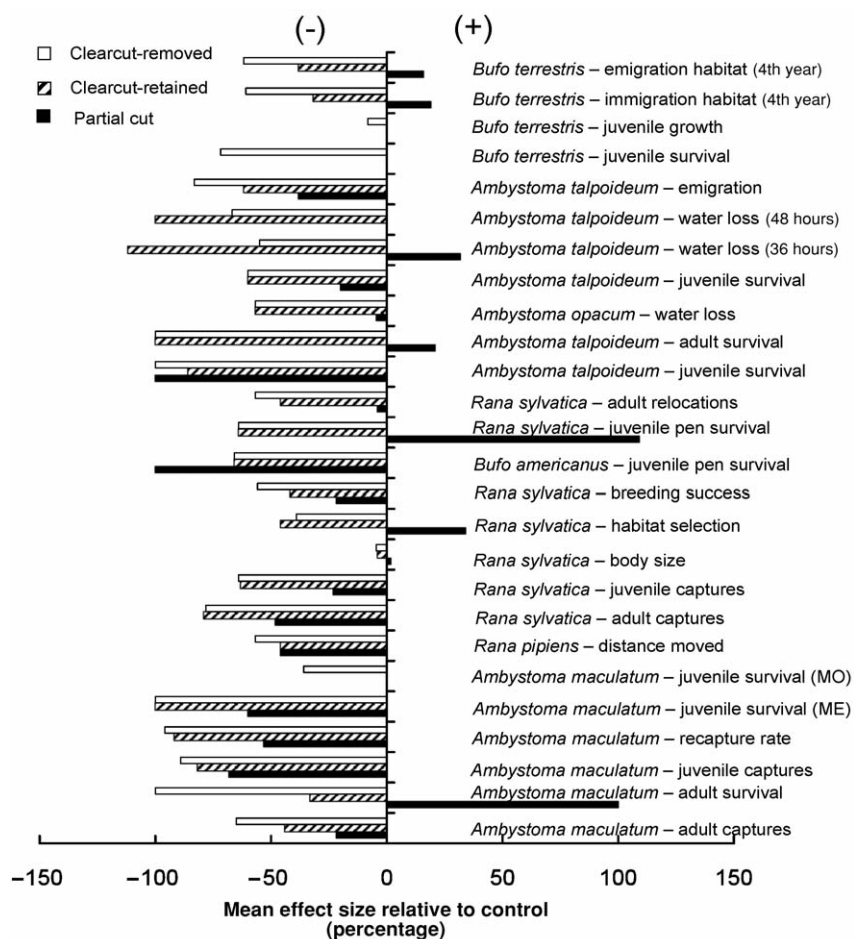 (-) (+)
Clearcut-removed
Clearcut-retained
Partial cut
Bufo terrestris – emigration habitat (4th year)
Bufo terrestris – immigration habitat (4th year)
Bufo terrestris – juvenile growth
Bufo terrestris – juvenile survival
Ambystoma talpoideum – emigration
Ambystoma talpoideum – water loss (48 hours)
Ambystoma talpoideum – water loss (36 hours)
Ambystoma talpoideum – juvenile survival
Ambystoma opacum – water loss
Ambystoma talpoideum – adult survival
Ambystoma talpoideum – juvenile survival
Rana sylvatica – adult relocations
Rana sylvatica – juvenile pen survival
Bufo americanus – juvenile pen survival
Rana sylvatica – breeding success
Rana sylvatica – habitat selection
Rana sylvatica – body size
Rana sylvatica – juvenile captures
Rana sylvatica – adult captures
Rana pipiens – distance moved
Ambystoma maculatum – juvenile survival (MO)
Ambystoma maculatum – juvenile survival (ME)
Ambystoma maculatum – recapture rate
Ambystoma maculatum – juvenile captures
Ambystoma maculatum – adult survival
Ambystoma maculatum – adult captures
−150 −100 −50 0 50 100 150
Mean effect size relative to control
(percentage)